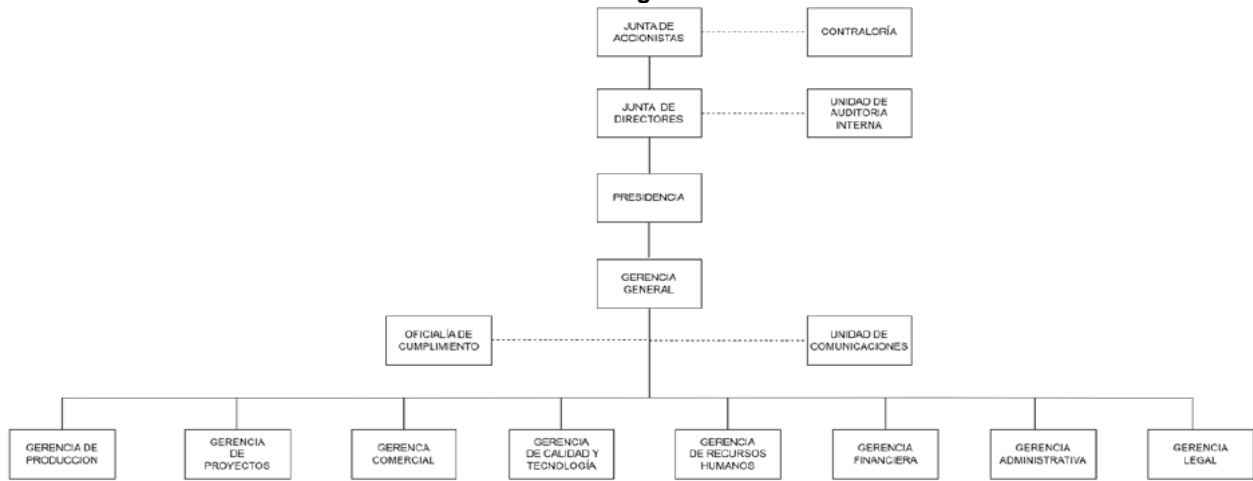 JUNTA DE
ACCIONISTAS
CONTRALORÍA
JUNTA DE
DIRECTORES
UNIDAD DE
AUDITORIA
INTERNA
PRESIDENCIA
GERENCIA
GENERAL
OFICIALÍA DE
CUMPLIMIENTO
UNIDAD DE
COMUNICACIONES
GERENCIA DE
PRODUCCION
GERENCIA
DE
PROYECTOS
GERENCA
COMERCIAL
GERENCIA
DE CALIDAD Y
TECNOLOGÍA
GERENCIA
DE RECURSOS
HUMANOS
GERENCIA
FINANCIERA
GERENCIA
ADMINISTRATIVA
GERENCIA
LEGAL